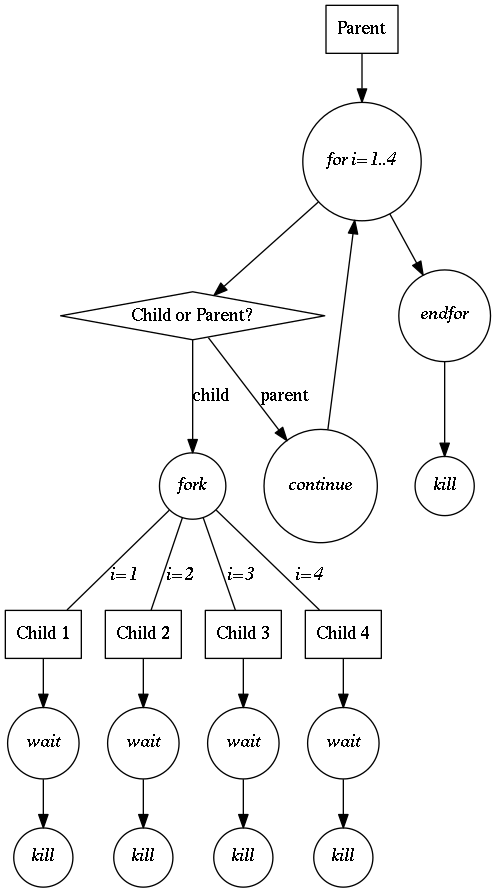 Parent
for i=1..4
Child or Parent?
endfor
child
parent
fork
continue
kill
i=1
i=2
i=3
i=4
Child 1
Child 2
Child 3
Child 4
wait
wait
wait
wait
kill
kill
kill
kill